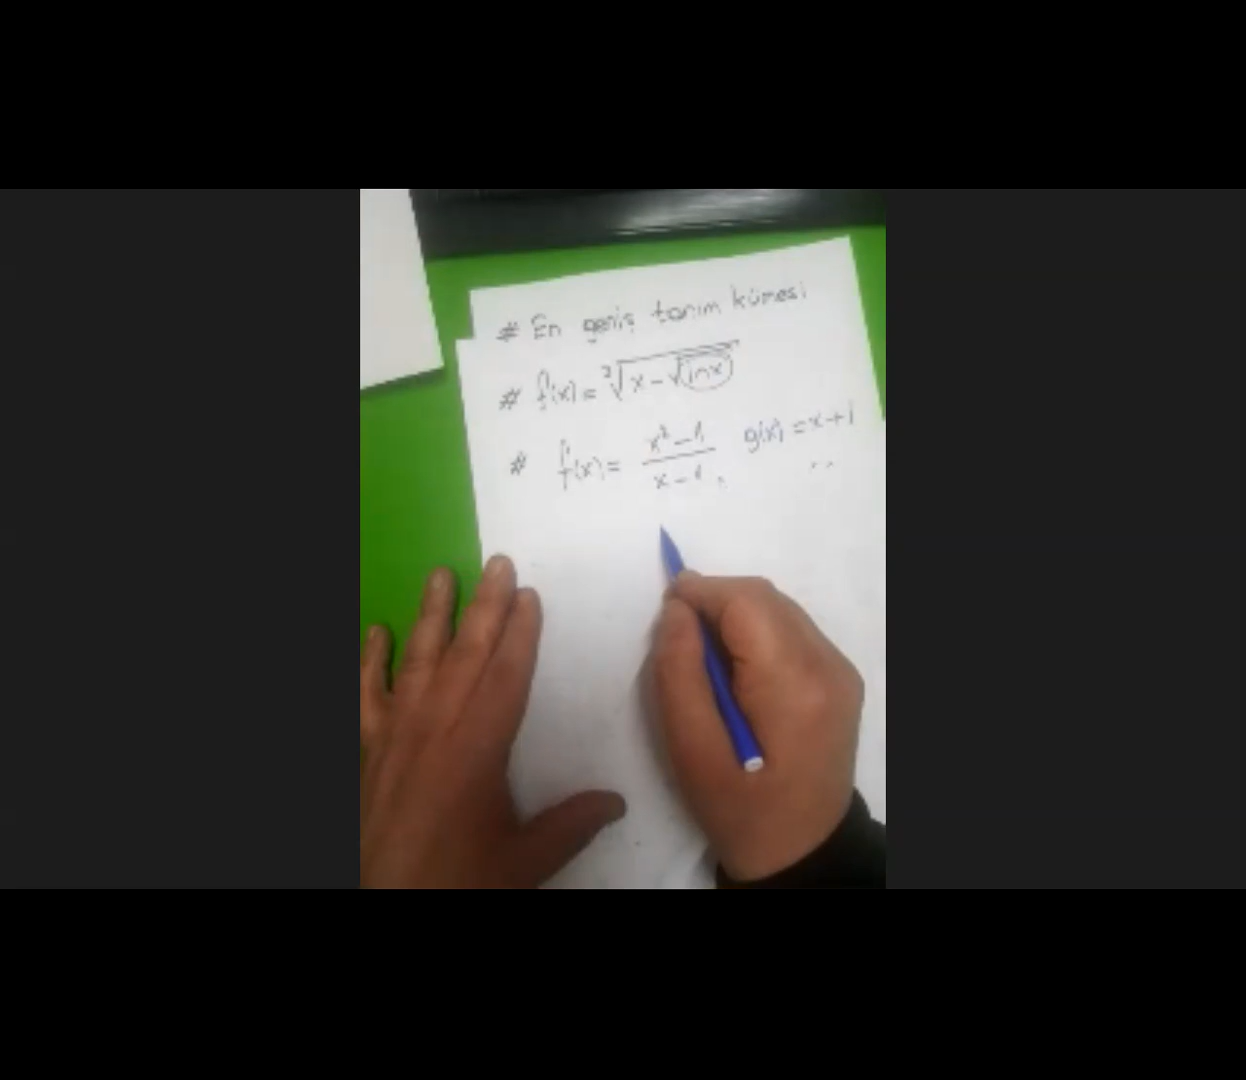 # En geniş tanım kümesi
# f(x) = ³√(x - √(lnx))
# f(x) = (x² - 1)/(x - 1), g(x) = x + 1